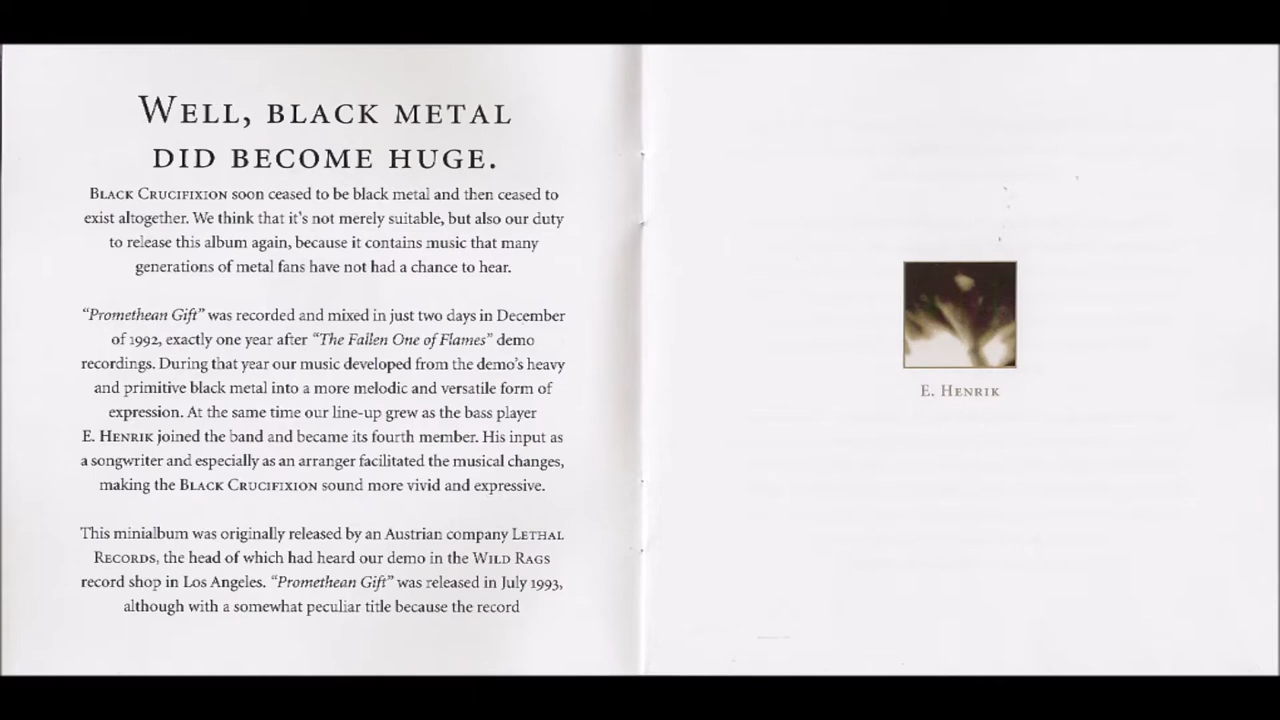 WELL, BLACK METAL
DID BECOME HUGE.
BLACK CRUCIFIXION soon ceased to be black metal and then ceased to
exist altogether. We think that it's not merely suitable, but also our duty
to release this album again, because it contains music that many
generations of metal fans have not had a chance to hear.
"Promethean Gift" was recorded and mixed in just two days in December
of 1992, exactly one year after "The Fallen One of Flames" demo
recordings. During that year our music developed from the demo's heavy
and primitive black metal into a more melodic and versatile form of
expression. At the same time our line-up grew as the bass player
E. HENRIK joined the band and became its fourth member. His input as
a songwriter and especially as an arranger facilitated the musical changes,
making the BLACK CRUCIFIXION sound more vivid and expressive.
This minialbum was originally released by an Austrian company LETHAL
RECORDS, the head of which had heard our demo in the WILD RAGS
record shop in Los Angeles. "Promethean Gift" was released in July 1993,
although with a somewhat peculiar title because the record
E. HENRIK